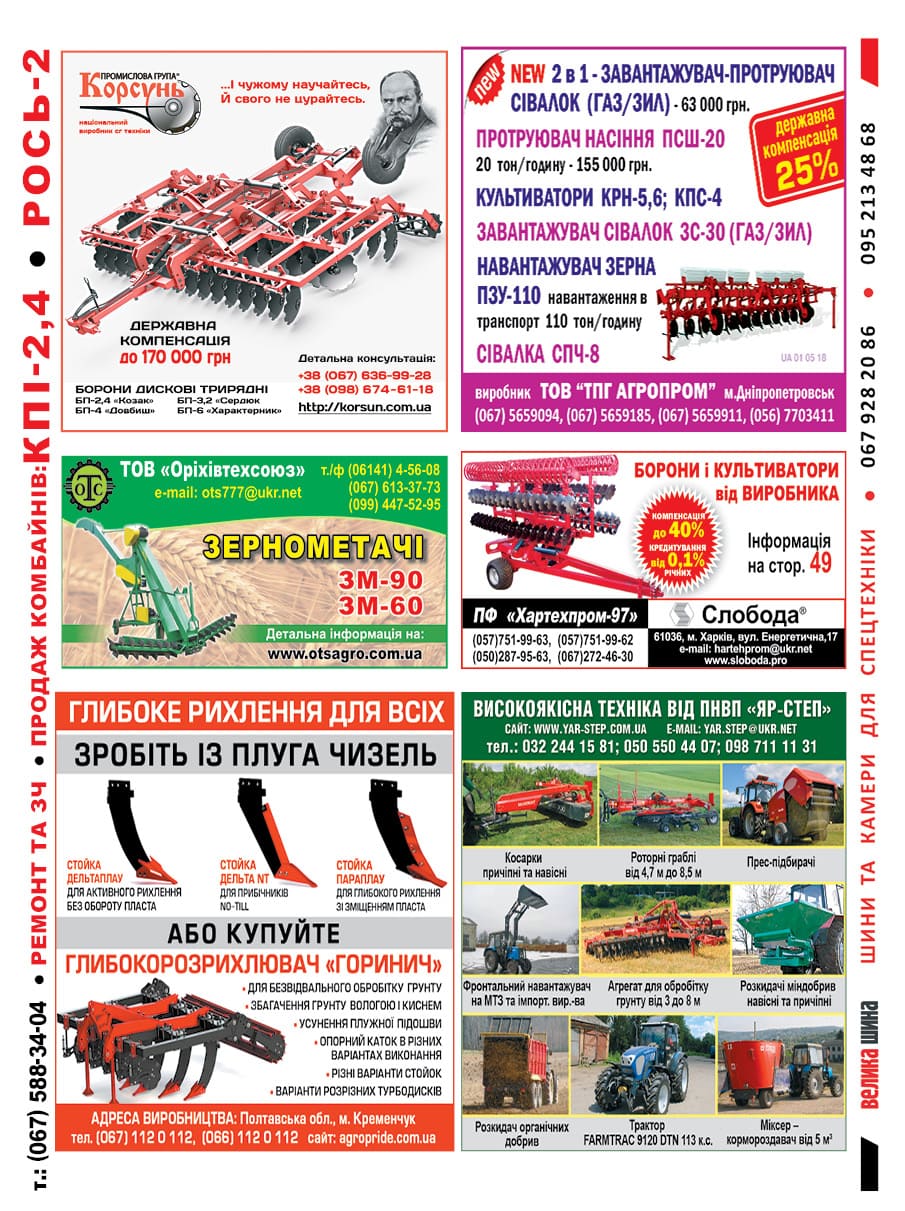 т.: (067) 588-34-04 • РЕМОНТ ТА ЗЧ • ПРОДАЖ КОМБАЙНІВ: КПІ-2,4 • РОСЬ-2
ПРОМИСЛОВА ГРУПА
Корсунь
національний
виробник сг техніки
...І чужому научайтесь,
Й свого не цурайтесь.
ДЕРЖАВНА
КОМПЕНСАЦІЯ
до 170 000 грн
Детальна консультація:
+38 (067) 636-99-28
+38 (098) 674-61-18
http://korsun.com.ua
БОРОНИ ДИСКОВІ ТРИРЯДНІ
БП-2,4 «Козак» БП-3,2 «Сердюк
БП-4 «Довбиш» БП-6 «Характерник»
new
NEW 2 в 1 - ЗАВАНТАЖУВАЧ-ПРОТРУЮВАЧ
СІВАЛОК (ГАЗ/ЗИЛ) - 63 000 грн.
державна
компенсація
25%
ПРОТРУЮВАЧ НАСІННЯ ПСШ-20
20 тон/годину - 155 000 грн.
КУЛЬТИВАТОРИ КРН-5,6; КПС-4
ЗАВАНТАЖУВАЧ СІВАЛОК ЗС-30 (ГАЗ/ЗИЛ)
НАВАНТАЖУВАЧ ЗЕРНА
ПЗУ-110 навантаження в
транспорт 110 тон/годину
СІВАЛКА СПЧ-8
UA 01 05 18
виробник ТОВ "ТПГ АГРОПРОМ" м.Дніпропетровськ
(067) 5659094, (067) 5659185, (067) 5659911, (056) 7703411
ОТС
ТОВ «Оріхівтехсоюз»
e-mail: ots777@ukr.net
т./ф (06141) 4-56-08
(067) 613-37-73
(099) 447-52-95
ЗЕРНОМЕТАЧІ
ЗМ-90
ЗМ-60
Детальна інформація на:
www.otsagro.com.ua
БОРОНИ і КУЛЬТИВАТОРИ
від ВИРОБНИКА
КОМПЕНСАЦІЯ
до 40%
КРЕДИТУВАННЯ
від 0,1%
РІЧНИХ
Інформація
на стор. 49
ПФ «Хартехпром-97»
(057)751-99-63, (057)751-99-62
(050)287-95-63, (067)272-46-30
Слобода®
61036, м. Харків, вул. Енергетична,17
e-mail: hartehprom@ukr.net
www.sloboda.pro
ГЛИБОКЕ РИХЛЕННЯ ДЛЯ ВСІХ
ЗРОБІТЬ ІЗ ПЛУГА ЧИЗЕЛЬ
СТОЙКА
ДЕЛЬТАПЛАУ
ДЛЯ АКТИВНОГО РИХЛЕННЯ
БЕЗ ОБОРОТУ ПЛАСТА
СТОЙКА
ДЕЛЬТА NT
ДЛЯ ПРИБІЧНИКІВ
NO-TILL
СТОЙКА
ПАРАПЛАУ
ДЛЯ ГЛИБОКОГО РИХЛЕННЯ
ЗІ ЗМІЩЕННЯМ ПЛАСТА
АБО КУПУЙТЕ
ГЛИБОКОРОЗРИХЛЮВАЧ «ГОРИНИЧ»
• ДЛЯ БЕЗВІДВАЛЬНОГО ОБРОБІТКУ ГРУНТУ
• ЗБАГАЧЕННЯ ГРУНТУ ВОЛОГОЮ І КИСНЕМ
• УСУНЕННЯ ПЛУЖНОЇ ПІДОШВИ
• ОПОРНИЙ КАТОК В РІЗНИХ
ВАРІАНТАХ ВИКОНАННЯ
• РІЗНІ ВАРІАНТИ СТОЙОК
• ВАРІАНТИ РОЗРІЗНИХ ТУРБОДИСКІВ
АДРЕСА ВИРОБНИЦТВА: Полтавська обл., м. Кременчук
тел. (067) 112 0 112, (066) 112 0 112 сайт: agropride.com.ua
ВИСОКОЯКІСНА ТЕХНІКА ВІД ПНВП «ЯР-СТЕП»
САЙТ: WWW.YAR-STEP.COM.UA E-MAIL: YAR.STEP@UKR.NET
тел.: 032 244 15 81; 050 550 44 07; 098 711 11 31
Косарки
причіпні та навісні
Роторні граблі
від 4,7 м до 8,5 м
Прес-підбирачі
Фронтальний навантажувач
на МТЗ та імпорт. вир.-ва
Агрегат для обробітку
грунту від 3 до 8 м
Розкидачі міндобрив
навісні та причіпні
Розкидач органічних
добрив
Трактор
FARMTRAC 9120 DTN 113 к.с.
Міксер –
кормороздавач від 5 м³
ВЕЛИКА ШИНА ШИНИ ТА КАМЕРИ ДЛЯ СПЕЦТЕХНІКИ • 067 928 20 86 • 095 213 48 68